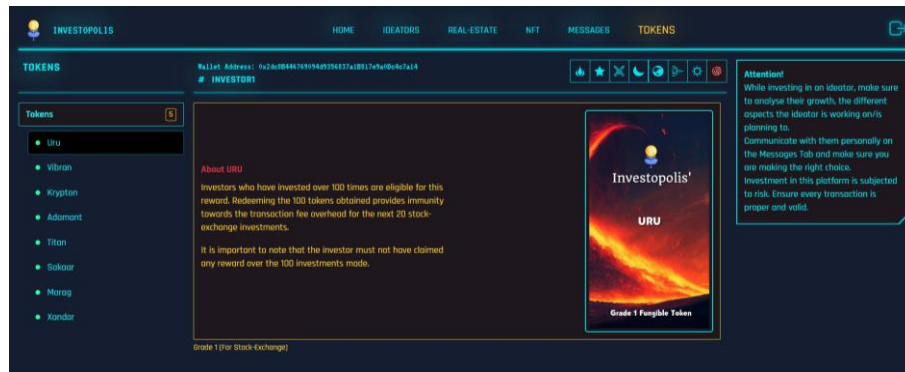 INVESTOPOLIS
HOME
IDEATORS
REAL-ESTATE
NFT
MESSAGES
TOKENS
TOKENS
Wallet Address:
# INVESTOR1
Tokens
5
Uru
Vibran
Krypton
Adamant
Titan
Sakaar
Marag
Xandar
About URU
Investors who have invested over 100 times are eligible for this
reward. Redeeming the 100 tokens obtained provides immunity
towards the transaction fee overhead for the next 20 stock-
exchange investments.
It is important to note that the investor must not have claimed
any reward over the 100 investments made.
Investopolis'
URU
Grade 1 Fungible Token
Grade 1 (For Stock-Exchange)
Attention!
While investing in an ideator, make sure
to analyse their growth, the different
aspects the ideator is working on/is
planning to.
Communicate with them personally on
the Messages Tab and make sure you
are making the right choice.
Investment in this platform is subjected
to risk. Ensure every transaction is
proper and valid.